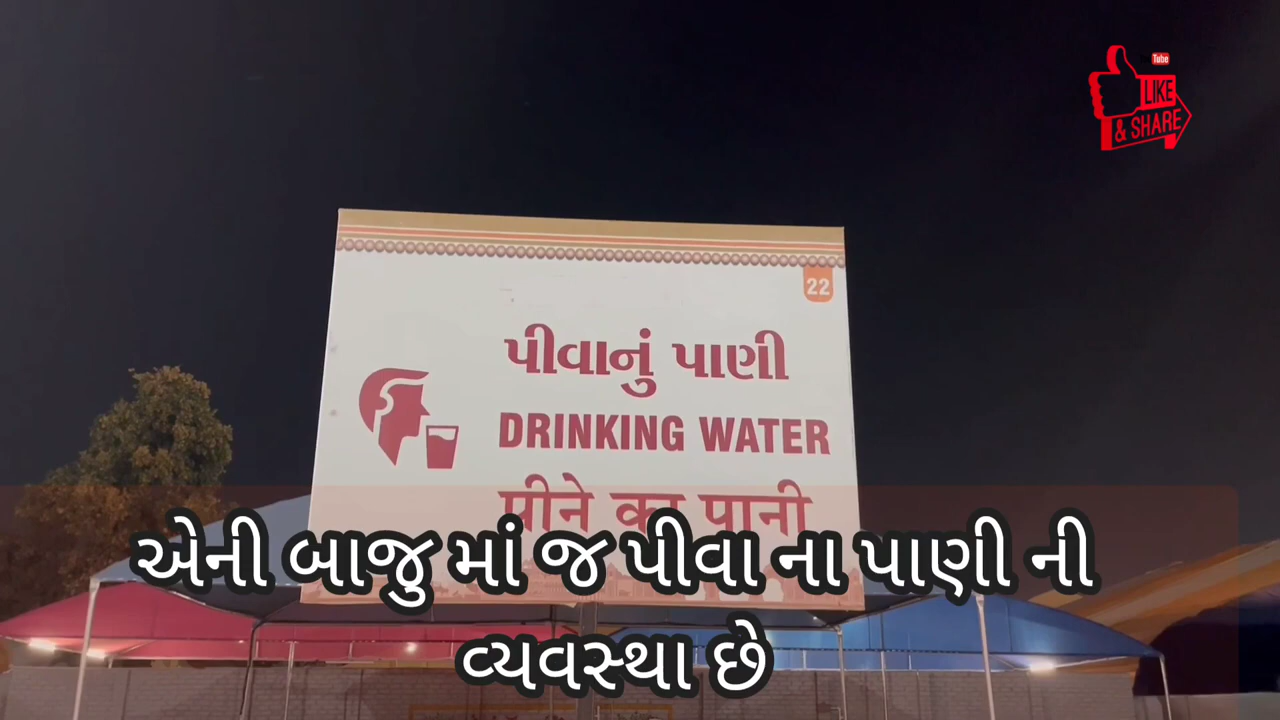 Tube
LIKE
& SHARE
22
પીવાનું પાણી
DRINKING WATER
पीने का पानी
એની બાજુ માં જ પીવા ના પાણી ની
વ્યવસ્થા છે